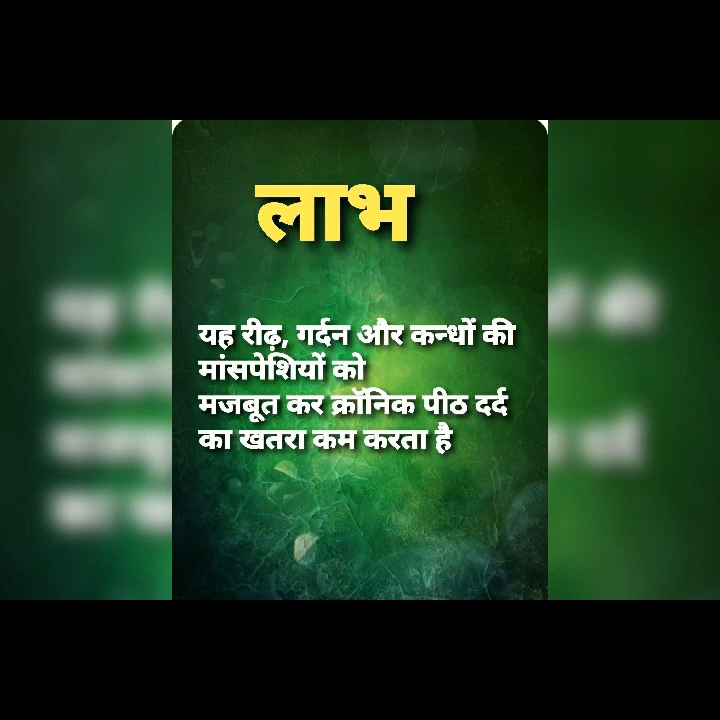 लाभ
यह रीढ़, गर्दन और कन्धों की
मांसपेशियों को
मजबूत कर क्रॉनिक पीठ दर्द
का खतरा कम करता है